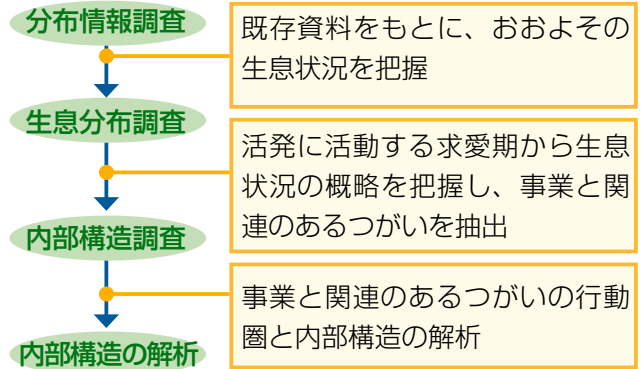 分布情報調査
既存資料をもとに、おおよその
生息状況を把握
生息分布調査
活発に活動する求愛期から生息
状況の概略を把握し、事業と関
連のあるつがいを抽出
内部構造調査
事業と関連のあるつがいの行動
圏と内部構造の解析
内部構造の解析